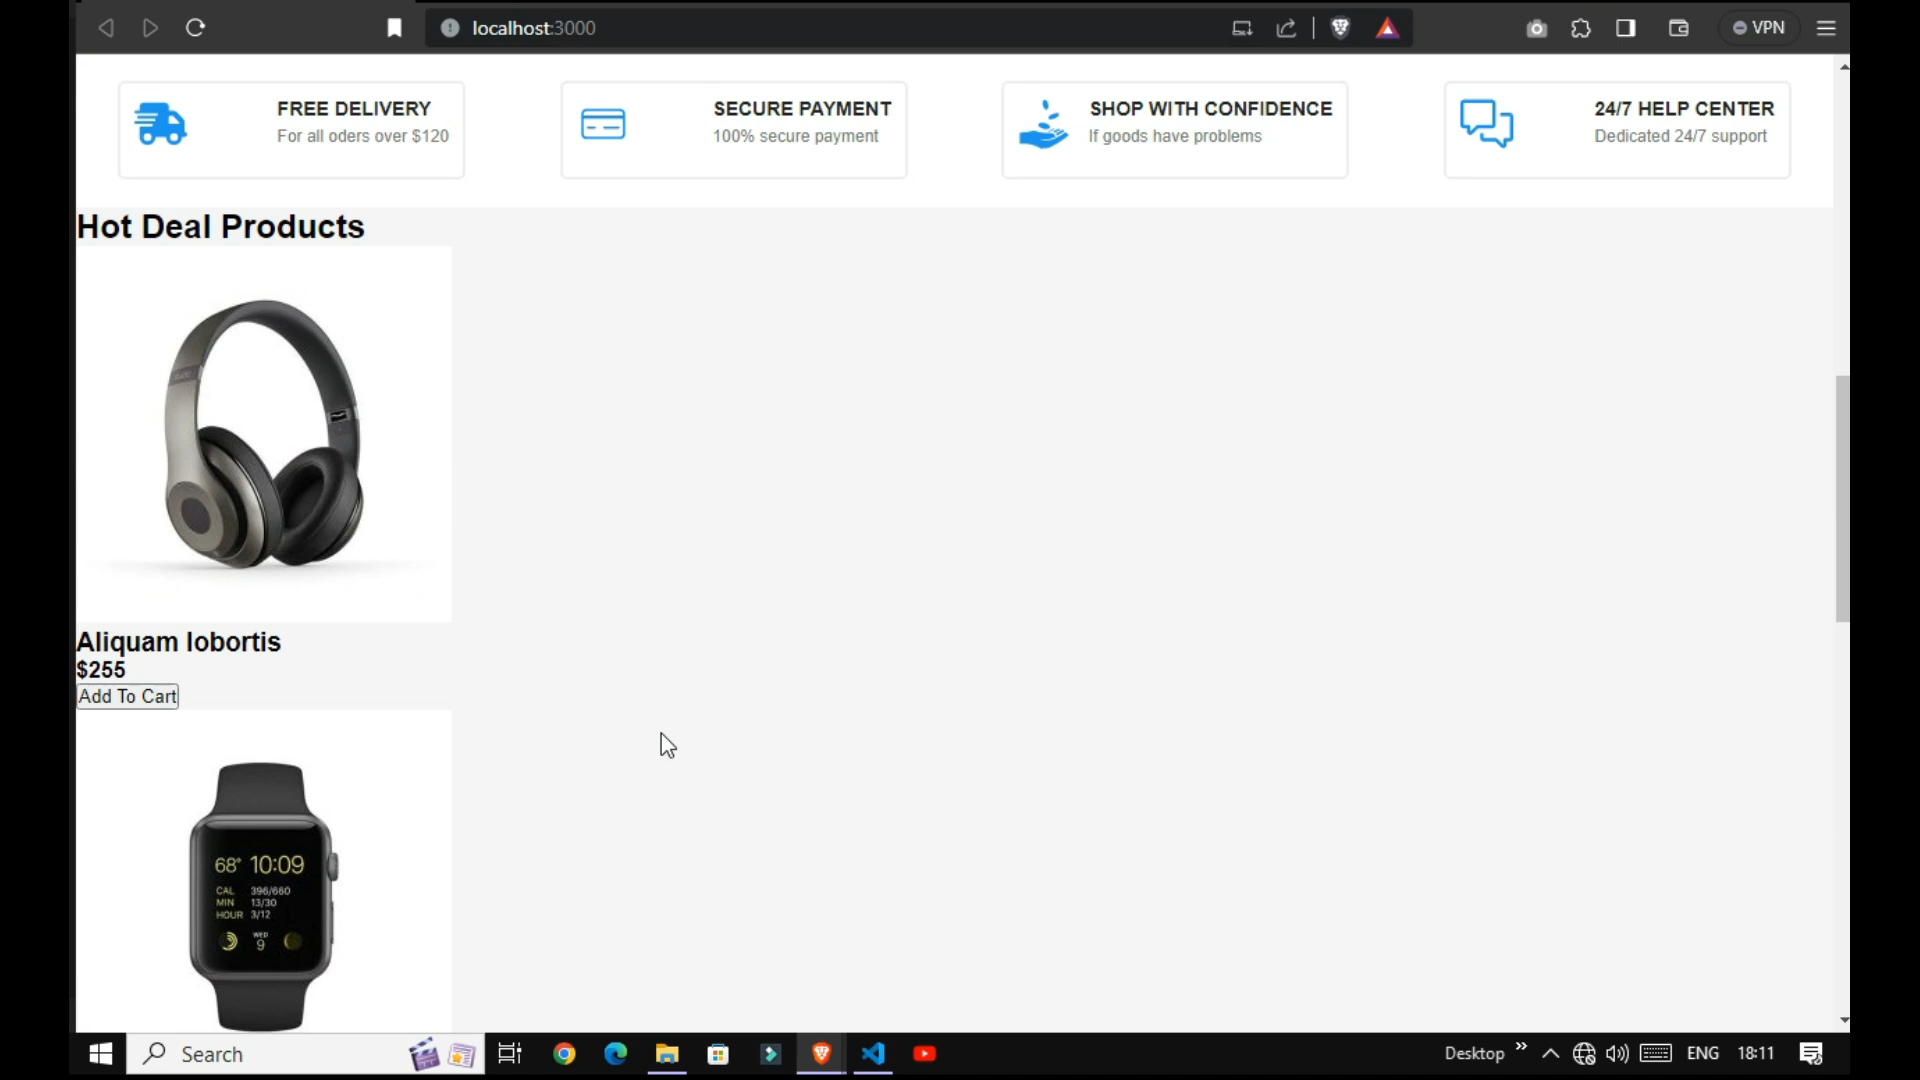 localhost:3000
VPN
FREE DELIVERY
For all oders over $120
SECURE PAYMENT
100% secure payment
SHOP WITH CONFIDENCE
If goods have problems
24/7 HELP CENTER
Dedicated 24/7 support
Hot Deal Products
Aliquam lobortis
$255
Add To Cart
68° 10:09
CAL 396/660
MIN 13/30
HOUR 3/12
WED
9
Search
Desktop
ENG
18:11